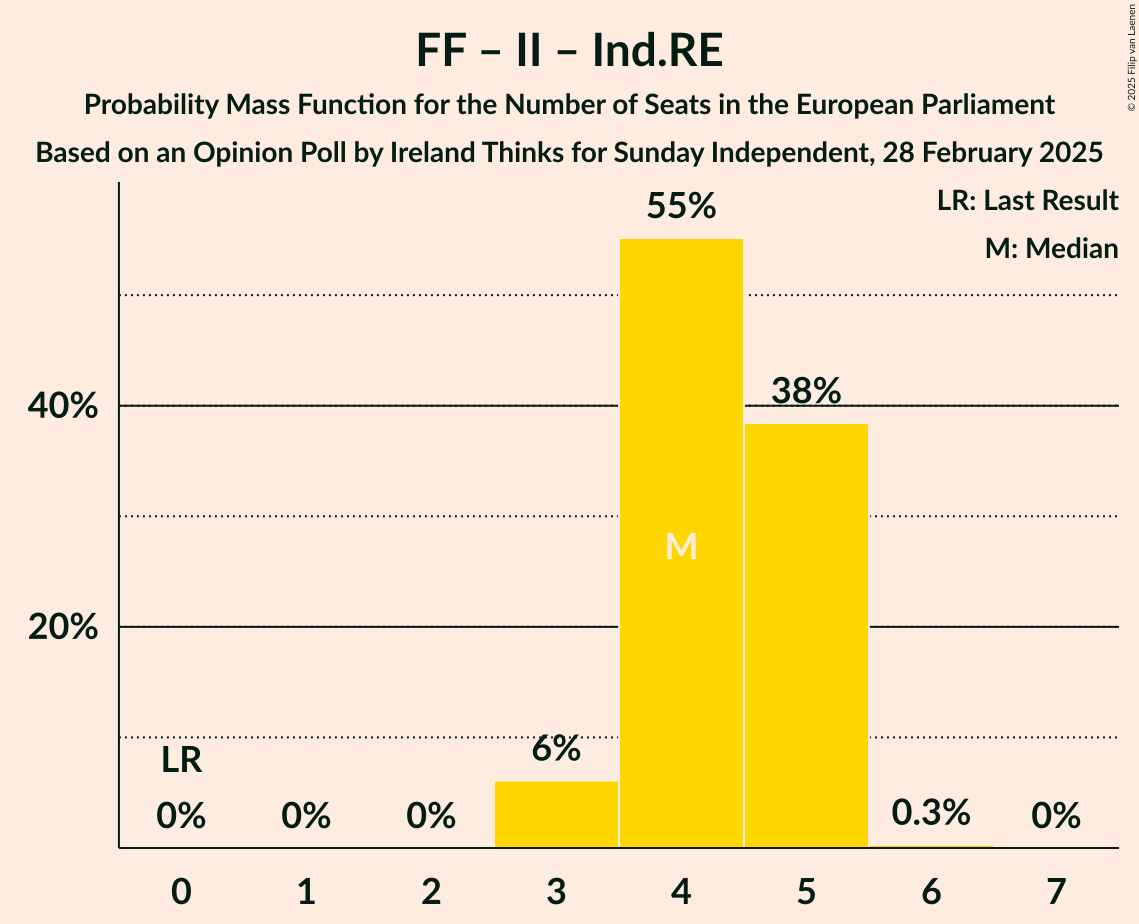 FF – II – Ind.RE
Probability Mass Function for the Number of Seats in the European Parliament
Based on an Opinion Poll by Ireland Thinks for Sunday Independent, 28 February 2025
© 2025 Filip van Laenen
LR: Last Result
M: Median
55%
40%
38%
M
20%
LR
6%
0%
0%
0%
0.3%
0%
0
1
2
3
4
5
6
7